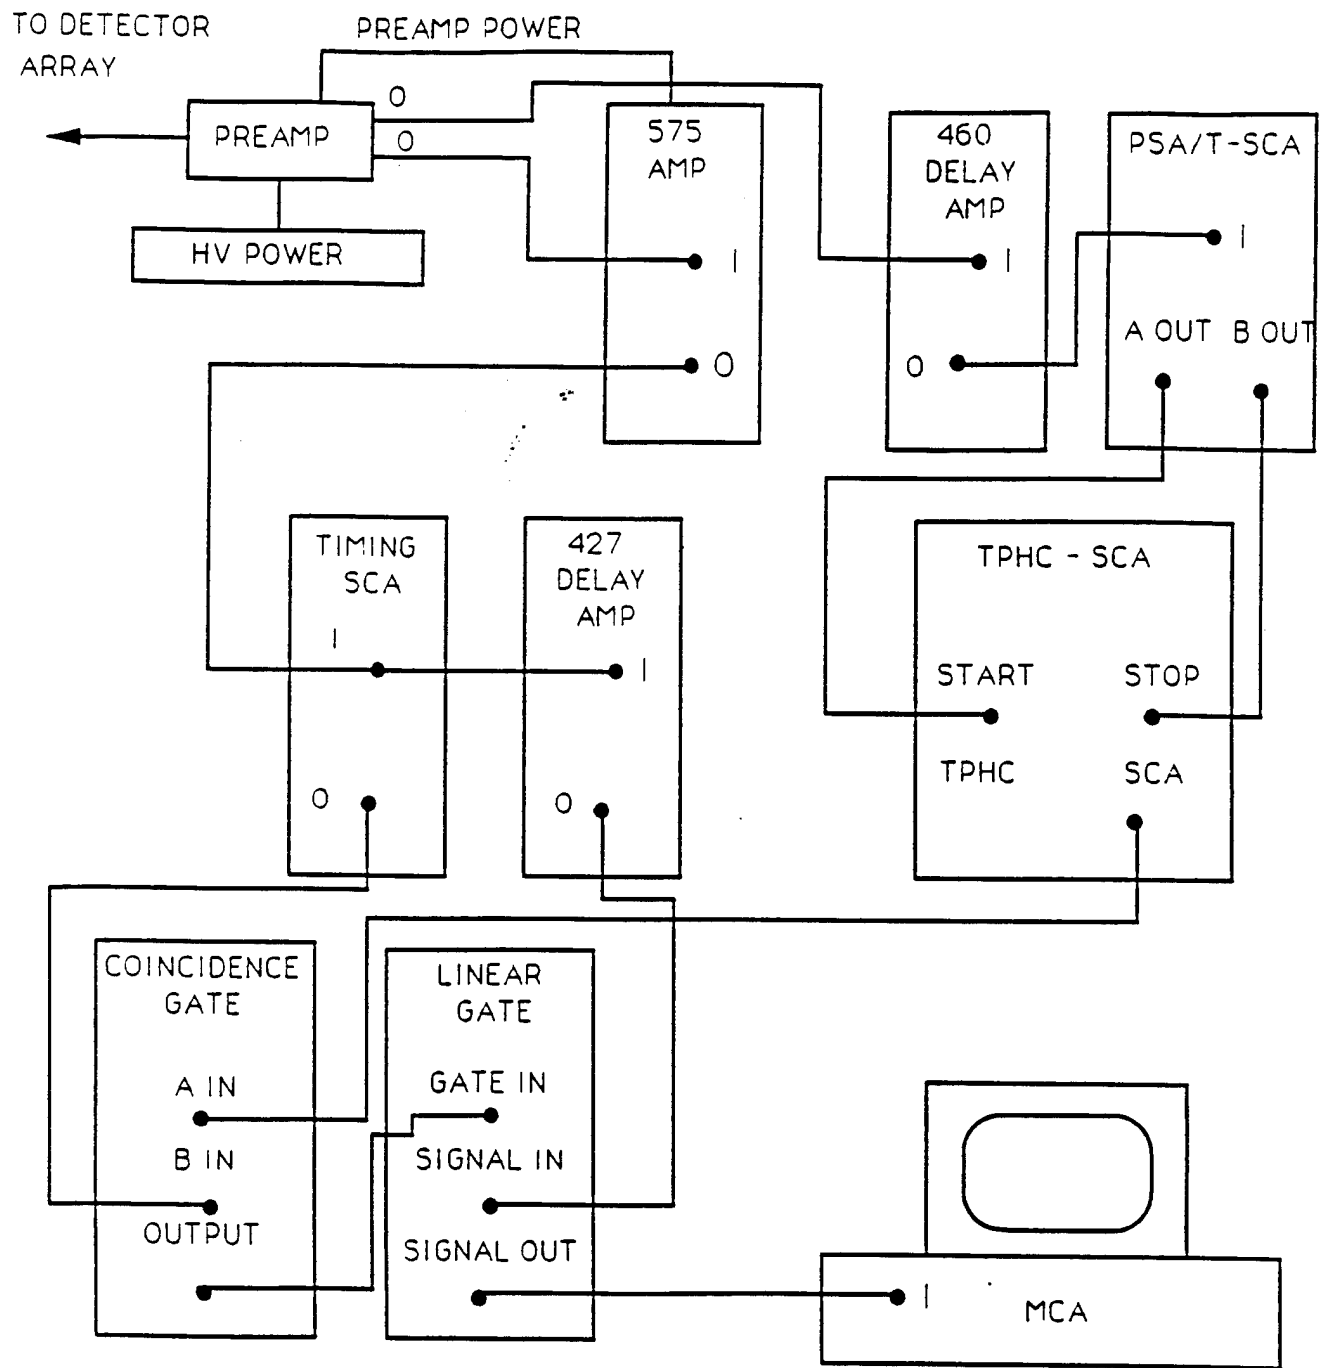 TO DETECTOR
ARRAY
PREAMP POWER
O
O
PREAMP
HV POWER
575
AMP
I
O
460
DELAY
AMP
I
O
PSA/T-SCA
I
A OUT B OUT
TIMING
SCA
I
O
427
DELAY
AMP
I
O
TPHC - SCA
START STOP
TPHC SCA
COINCIDENCE
GATE
A IN
B IN
OUTPUT
LINEAR
GATE
GATE IN
SIGNAL IN
SIGNAL OUT
I
MCA